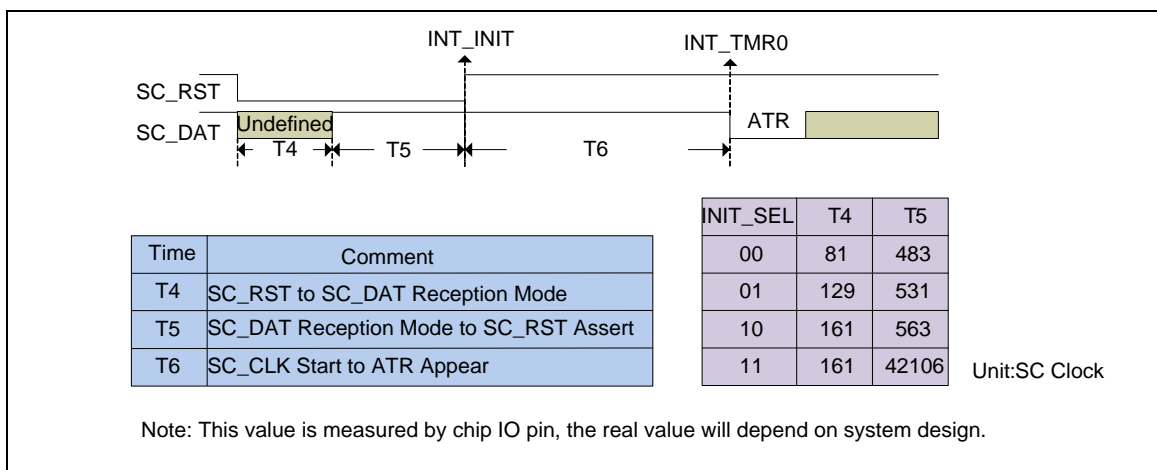 INT_INIT
INT_TMR0
SC_RST
SC_DAT
Undefined
ATR
T4
T5
T6
Time Comment
T4 SC_RST to SC_DAT Reception Mode
T5 SC_DAT Reception Mode to SC_RST Assert
T6 SC_CLK Start to ATR Appear
INIT_SEL T4 T5
00 81 483
01 129 531
10 161 563
11 161 42106
Unit:SC Clock
Note: This value is measured by chip IO pin, the real value will depend on system design.